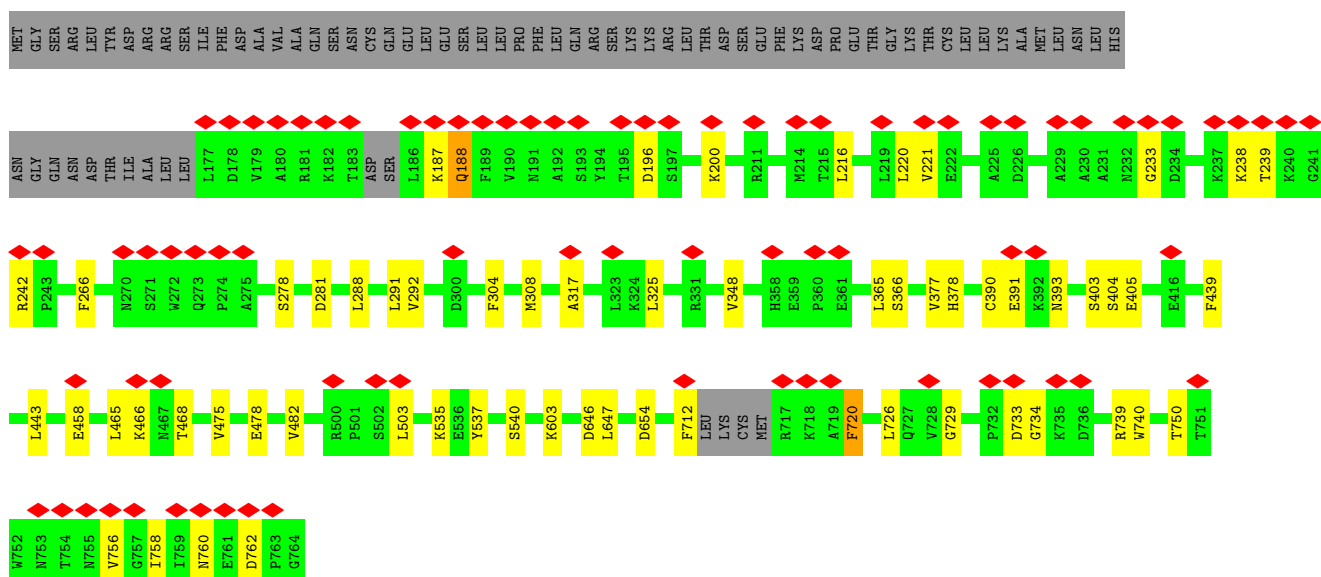 MET GLY SER ARG LEU TYR ASP ARG ARG SER ILE PHE ASP ALA VAL ALA GLN SER ASN CYS GLN GLU LEU GLU SER LEU LEU PRO PHE LEU GLN ARG SER LYS LYS ARG LEU THR ASP SER GLU PHE LYS ASP PRO GLU THR GLY LYS THR CYS LEU LEU LYS ALA MET LEU ASN LEU HIS
ASN GLY GLN ASN ASP THR ILE ALA LEU LEU L177 D178 V179 A180 R181 K182 T183 ASP SER L186 K187 Q188 F189 V190 N191 A192 S193 Y194 T195 D196 S197 K200 R211 M214 T215 L216 L219 L220 V221 E222 A225 D226 A229 A230 A231 N232 G233 D234 K237 K238 T239 K240 G241
R242 P243 F266 N270 S271 W272 Q273 P274 A275 S278 D281 L288 L291 V292 D300 F304 M308 A317 L323 K324 L325 R331 V348 H358 E359 P360 E361 L365 S366 V377 H378 C390 E391 K392 N393 S403 S404 E405 E416 F439
L443 E458 L465 K466 N467 T468 V475 E478 V482 R500 P501 S502 L503 K535 E536 Y537 S540 K603 D646 L647 D654 F712 LEU LYS CYS MET R717 K718 A719 F720 L726 Q727 V728 G729 P732 D733 G734 K735 D736 R739 W740 T750 T751
W752 N753 T754 N755 V756 G757 I758 I759 N760 E761 D762 P763 G764